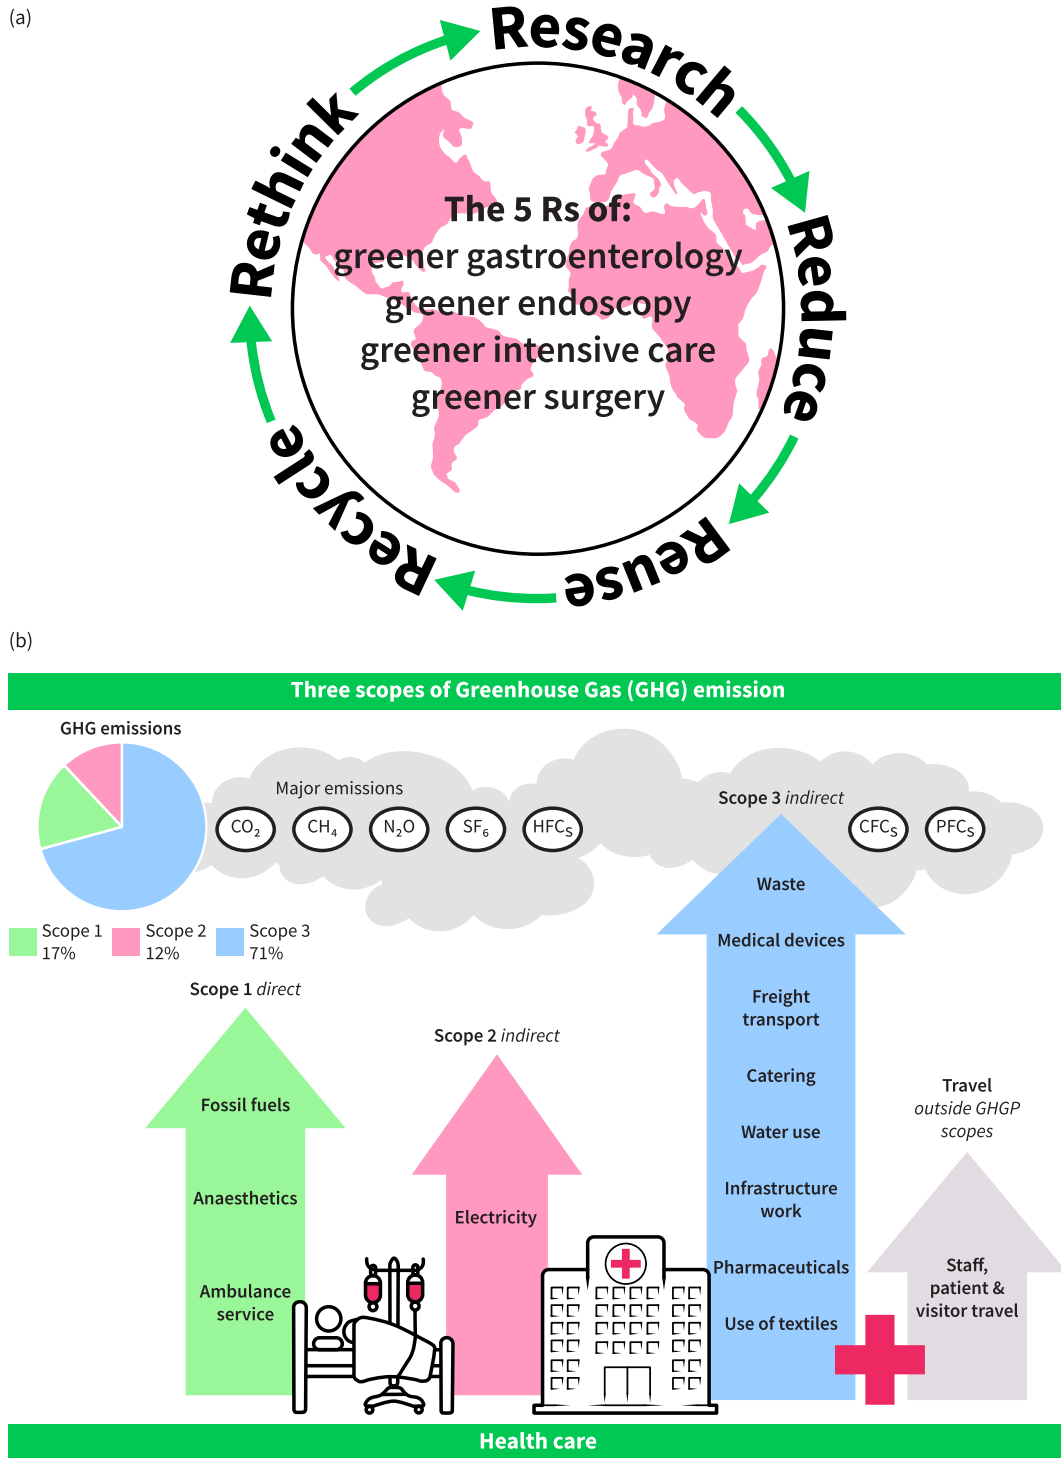 (a)
Research
Reduce
Reuse
Recycle
Rethink
The 5 Rs of:
greener gastroenterology
greener endoscopy
greener intensive care
greener surgery
(b)
Three scopes of Greenhouse Gas (GHG) emission
GHG emissions
Scope 1
17%
Scope 2
12%
Scope 3
71%
Major emissions
CO₂
CH₄
N₂O
SF₆
HFCs
CFCs
PFCs
Scope 1 direct
Fossil fuels
Anaesthetics
Ambulance
service
Scope 2 indirect
Electricity
Scope 3 indirect
Waste
Medical devices
Freight
transport
Catering
Water use
Infrastructure
work
Pharmaceuticals
Use of textiles
Travel
outside GHGP
scopes
Staff,
patient &
visitor travel
Health care